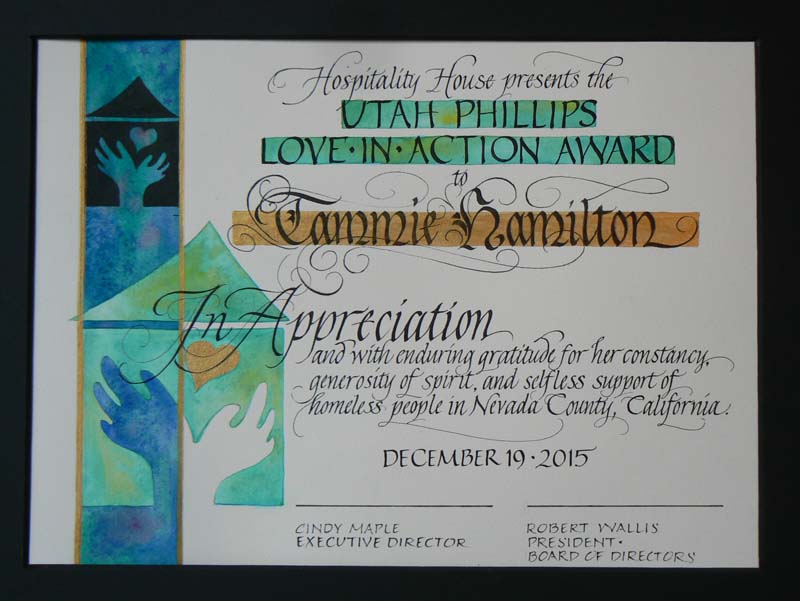 Hospitality House presents the
UTAH PHILLIPS
LOVE·IN·ACTION AWARD
to
Tammie Hamilton
In Appreciation
and with enduring gratitude for her constancy,
generosity of spirit, and selfless support of
homeless people in Nevada County, California.
DECEMBER 19·2015
CINDY MAPLE
EXECUTIVE DIRECTOR
ROBERT WALLIS
PRESIDENT·
BOARD OF DIRECTORS